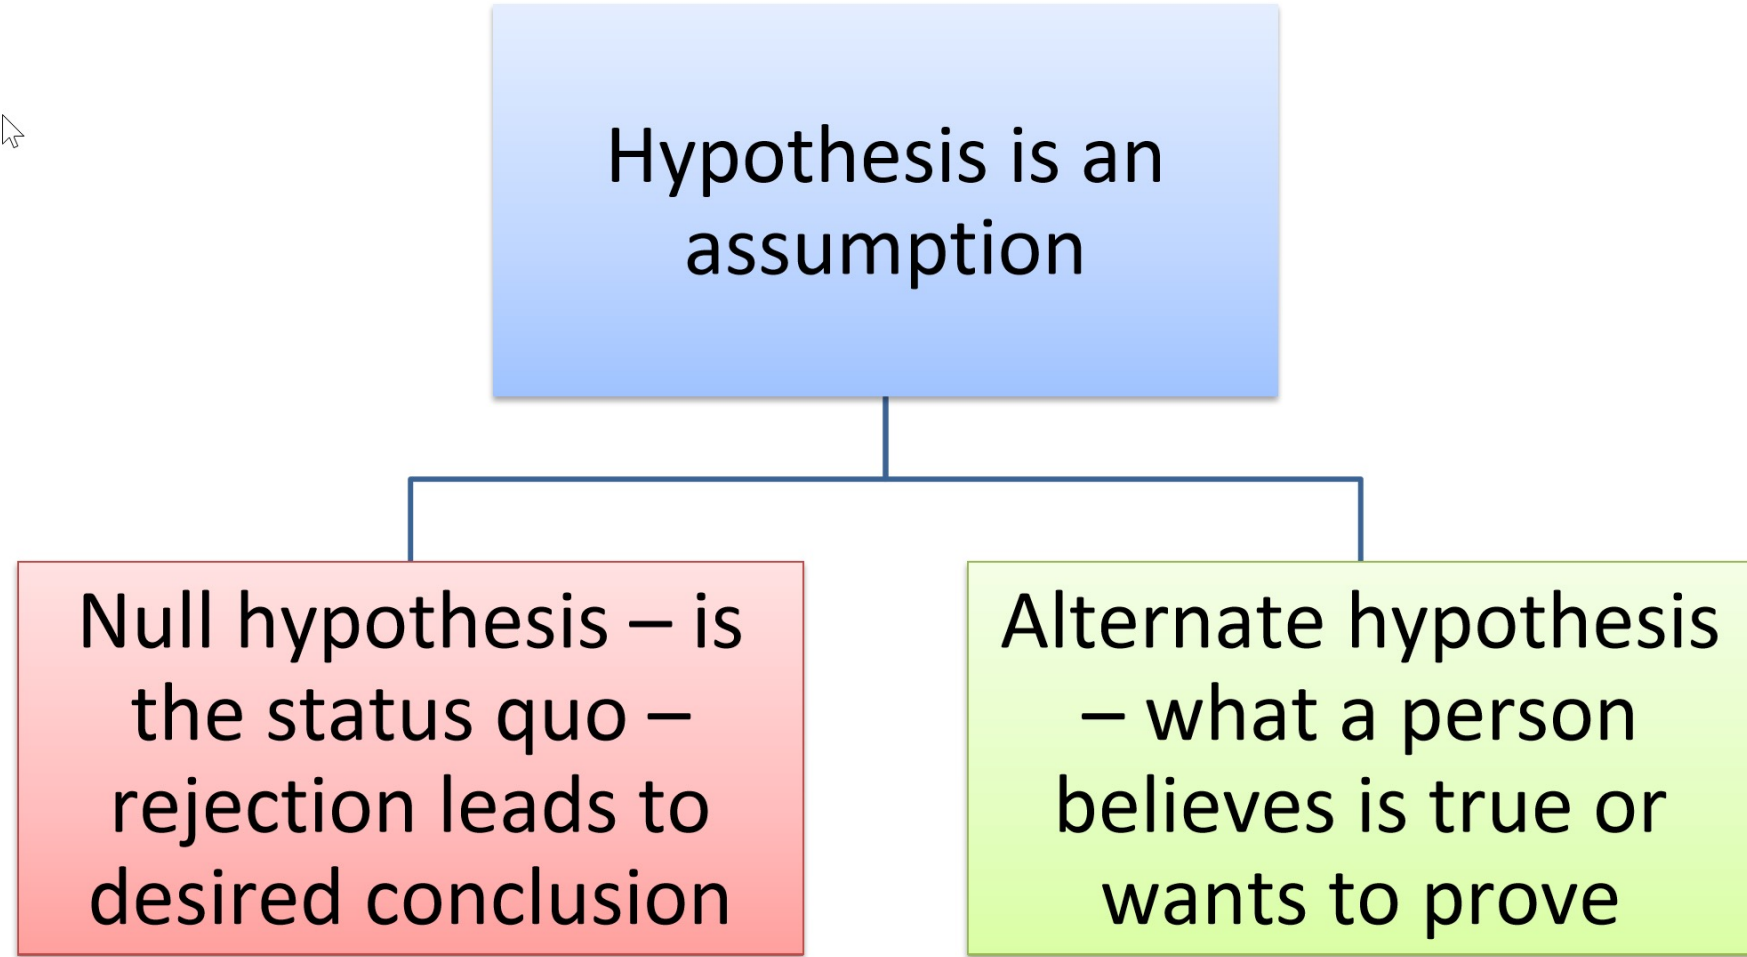 Hypothesis is an
assumption
Null hypothesis – is
the status quo –
rejection leads to
desired conclusion
Alternate hypothesis
– what a person
believes is true or
wants to prove